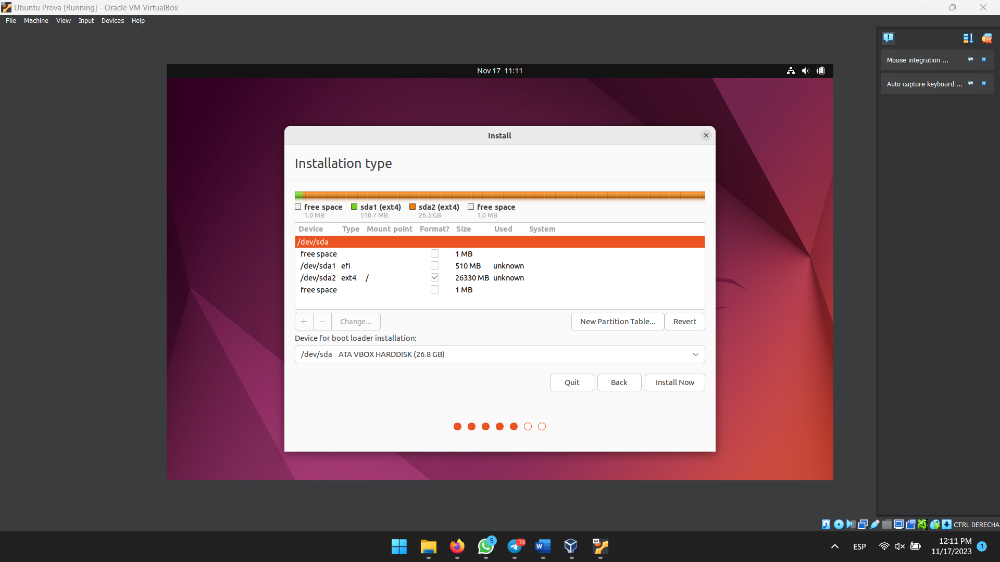 Ubuntu Prova [Running] - Oracle VM VirtualBox
File Machine View Input Devices Help
Mouse integration ...
Auto capture keyboard ...
Nov 17 11:11
Install
Installation type
free space sda1 (ext4) sda2 (ext4) free space
1.0 MB 510.7 MB 26.3 GB 1.0 MB
Device Type Mount point Format? Size Used System
/dev/sda
free space 1 MB
/dev/sda1 efi 510 MB unknown
/dev/sda2 ext4 / 26330 MB unknown
free space 1 MB
+ − Change... New Partition Table... Revert
Device for boot loader installation:
/dev/sda ATA VBOX HARDDISK (26.8 GB)
Quit Back Install Now
CTRL DERECHA
64
5
..74
W
64
ESP
12:11 PM
11/17/2023
1